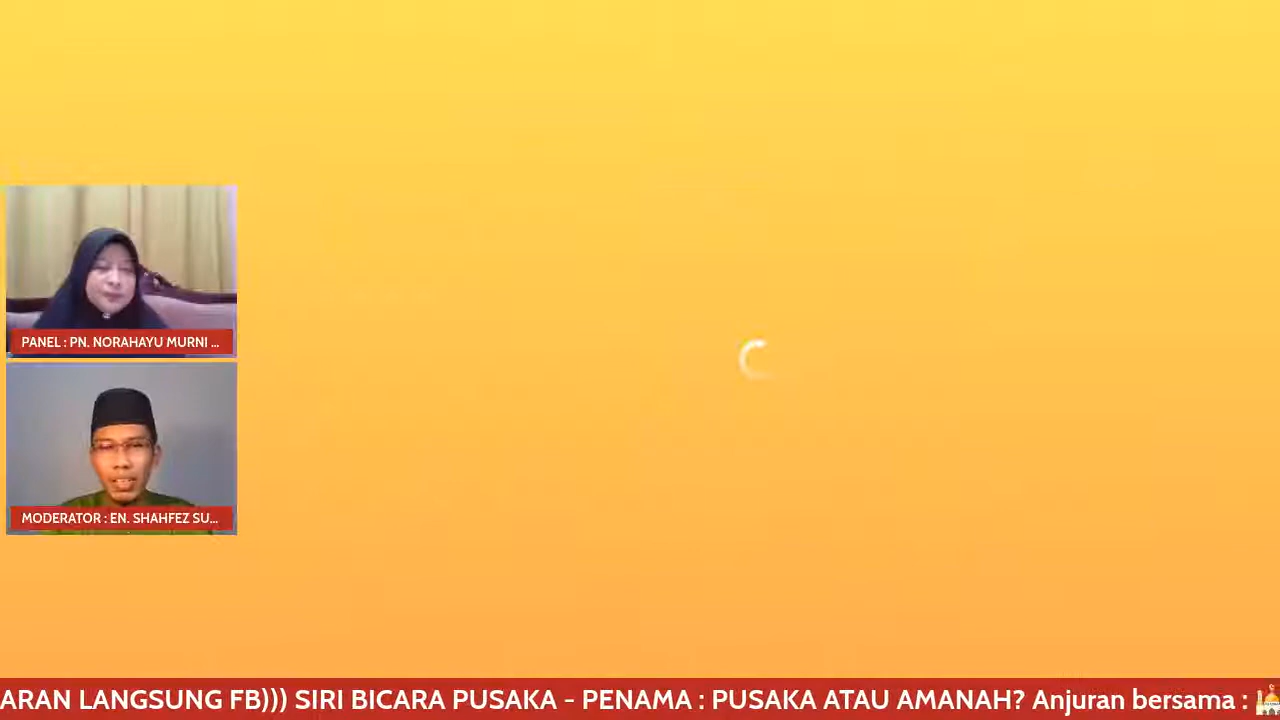 PANEL : PN. NORAHAYU MURNI ...
MODERATOR : EN. SHAHFEZ SU...
ARAN LANGSUNG FB))) SIRI BICARA PUSAKA - PENAMA : PUSAKA ATAU AMANAH? Anjuran bersama :